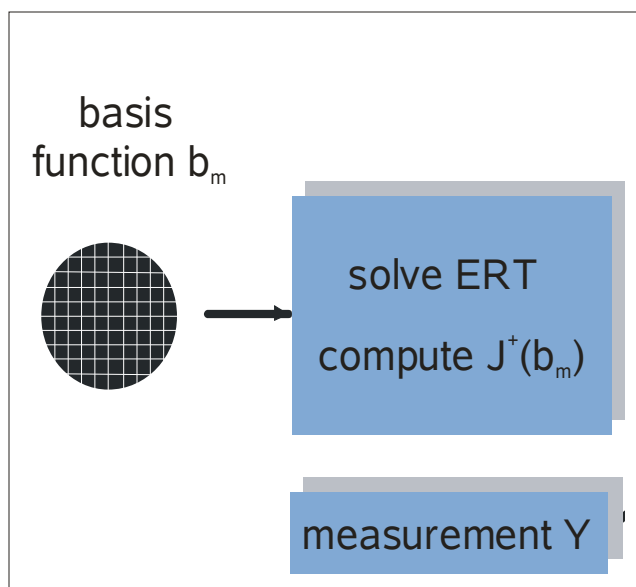 basis
function bₘ
solve ERT
compute J⁺(bₘ)
measurement Y